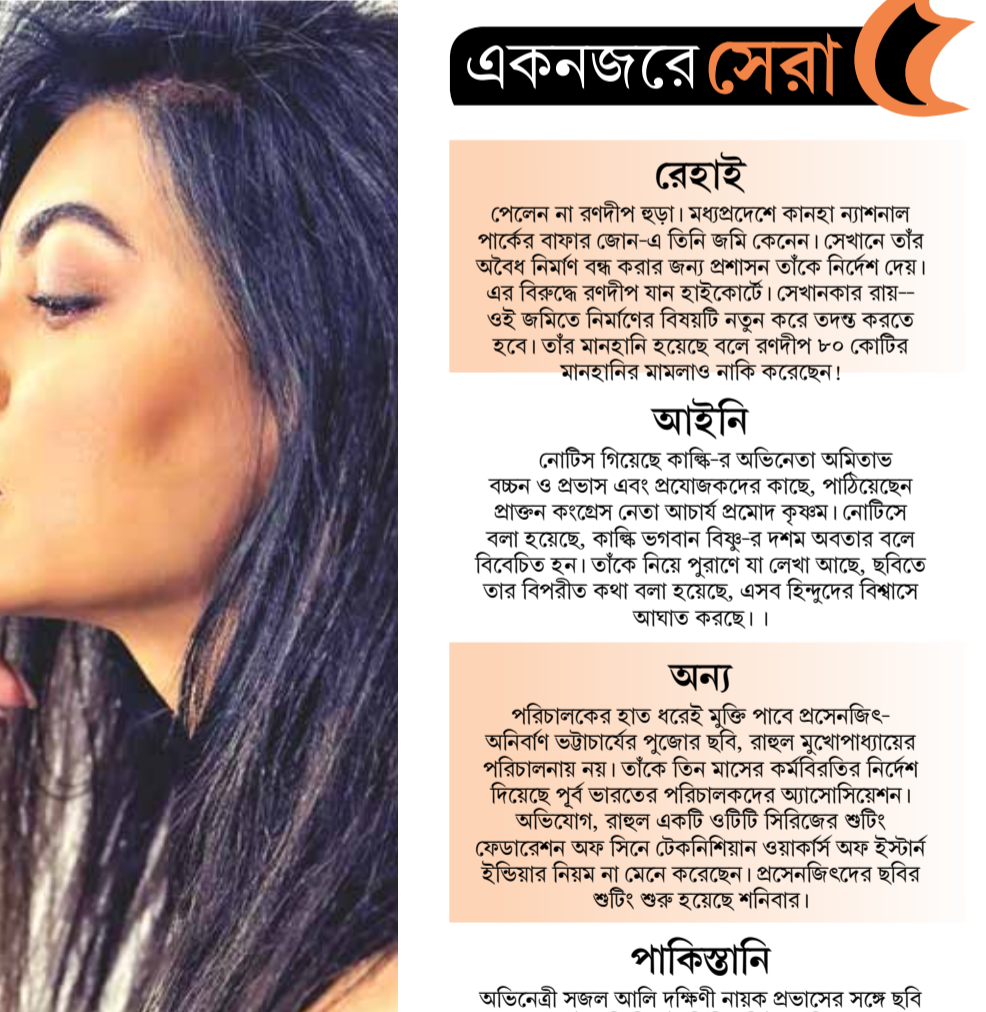 একনজরে সেরা ৫
রেহাই
পেলেন না রণদীপ হুড়া। মধ্যপ্রদেশে কানহা ন্যাশনাল
পার্কের বাফার জোন-এ তিনি জমি কেনেন। সেখানে তাঁর
অবৈধ নির্মাণ বন্ধ করার জন্য প্রশাসন তাঁকে নির্দেশ দেয়।
এর বিরুদ্ধে রণদীপ যান হাইকোর্টে। সেখানকার রায়--
ওই জমিতে নির্মাণের বিষয়টি নতুন করে তদন্ত করতে
হবে। তাঁর মানহানি হয়েছে বলে রণদীপ ৮০ কোটির
মানহানির মামলাও নাকি করেছেন!
আইনি
নোটিস গিয়েছে কাল্কি-র অভিনেতা অমিতাভ
বচ্চন ও প্রভাস এবং প্রযোজকদের কাছে, পাঠিয়েছেন
প্রাক্তন কংগ্রেস নেতা আচার্য প্রমোদ কৃষ্ণম। নোটিসে
বলা হয়েছে, কাল্কি ভগবান বিষ্ণু-র দশম অবতার বলে
বিবেচিত হন। তাঁকে নিয়ে পুরাণে যা লেখা আছে, ছবিতে
তার বিপরীত কথা বলা হয়েছে, এসব হিন্দুদের বিশ্বাসে
আঘাত করছে। ।
অন্য
পরিচালকের হাত ধরেই মুক্তি পাবে প্রসেনজিৎ-
অনির্বাণ ভট্টাচার্যের পুজোর ছবি, রাহুল মুখোপাধ্যায়ের
পরিচালনায় নয়। তাঁকে তিন মাসের কর্মবিরতির নির্দেশ
দিয়েছে পূর্ব ভারতের পরিচালকদের অ্যাসোসিয়েশন।
অভিযোগ, রাহুল একটি ওটিটি সিরিজের শুটিং
ফেডারেশন অফ সিনে টেকনিশিয়ান ওয়াকার্স অফ ইস্টার্ন
ইন্ডিয়ার নিয়ম না মেনে করেছেন। প্রসেনজিৎদের ছবির
শুটিং শুরু হয়েছে শনিবার।
পাকিস্তানি
অভিনেত্রী সজল আলি দক্ষিণী নায়ক প্রভাসের সঙ্গে ছবি